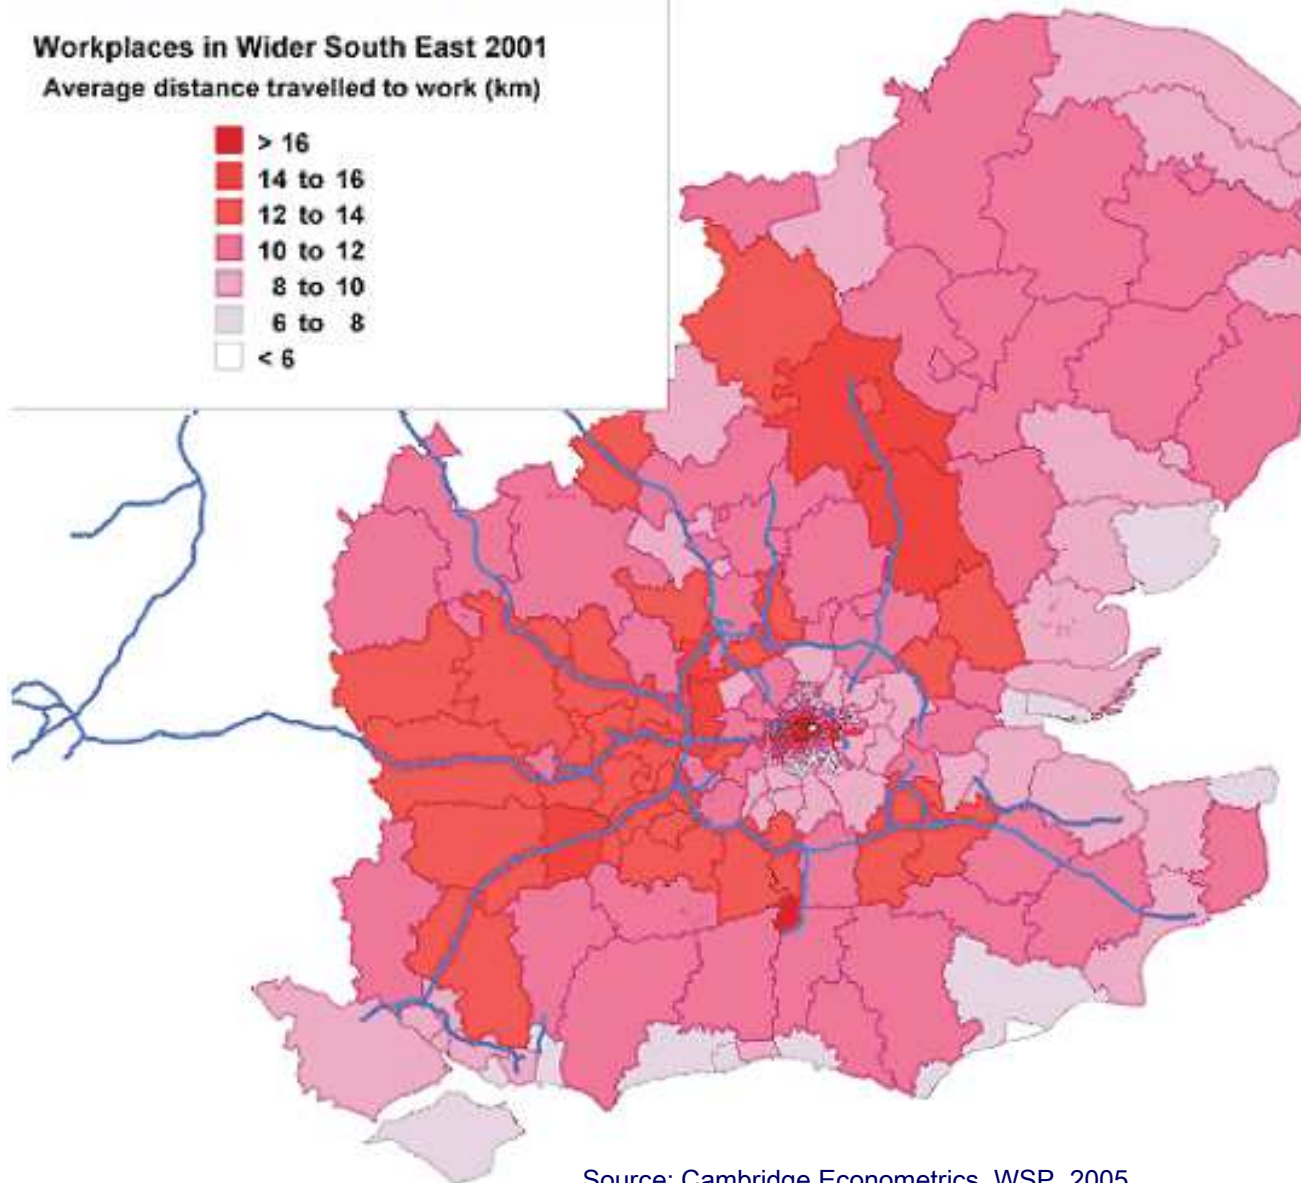 Workplaces in Wider South East 2001
Average distance travelled to work (km)
> 16
14 to 16
12 to 14
10 to 12
8 to 10
6 to 8
< 6
Source: Cambridge Econometrics, WSP, 2005